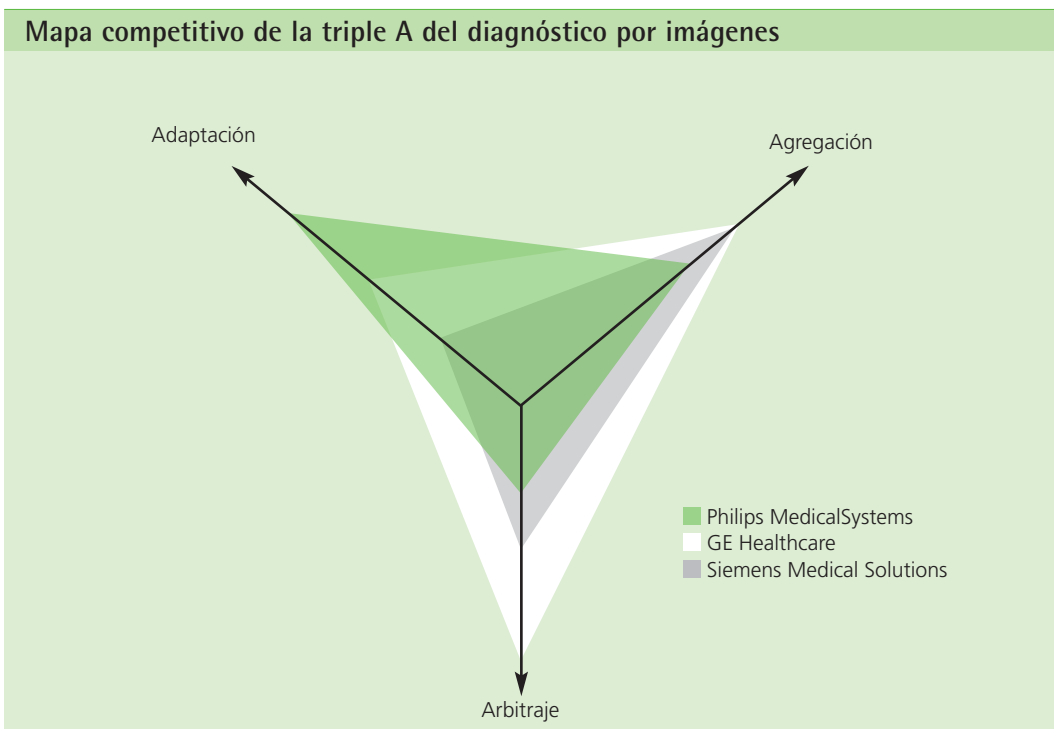 Mapa competitivo de la triple A del diagnóstico por imágenes
Adaptación
Agregación
Philips MedicalSystems
GE Healthcare
Siemens Medical Solutions
Arbitraje